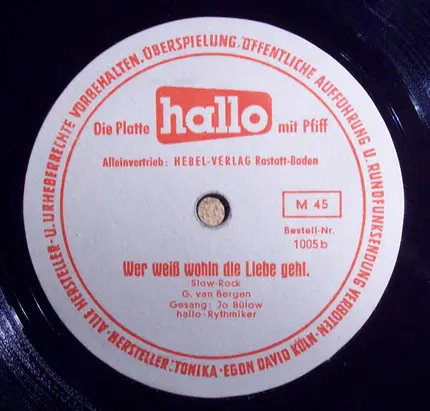 ALLE HERSTELLER- U. URHEBERRECHTE VORBEHALTEN. ÜBERSPIELUNG, ÖFFENTLICHE AUFFÜHRUNG U. RUNDFUNKSENDUNG VERBOTEN ·
HERSTELLER: TONIKA · EGON DAVID KÖLN ·
Die Platte hallo mit Pfiff
Alleinvertrieb: HEBEL-VERLAG Rastatt-Baden
M 45
Bestell-Nr.
1005 b
Wer weiß wohin die Liebe geht.
Slow-Rock
G. van Bergen
Gesang: Jo Bülow
hallo-Rythmiker